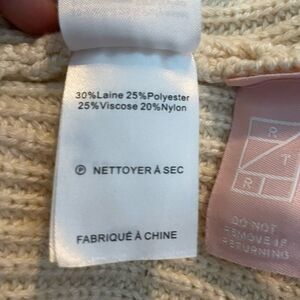 30%Laine 25%Polyester
25%Viscose 20%Nylon
Ⓟ NETTOYER À SEC
FABRIQUÉ À CHINE
R
T
R
DO NOT
REMOVE IF
RETURNING